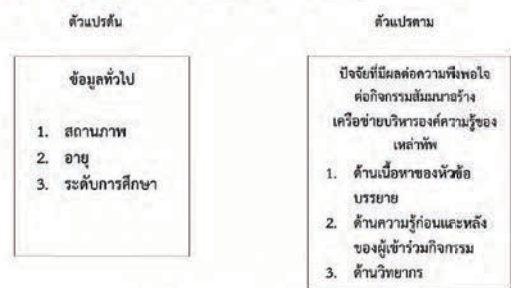 ตัวแปรต้น
ตัวแปรตาม
ข้อมูลทั่วไป
1. สถานภาพ
2. อายุ
3. ระดับการศึกษา
ปัจจัยที่มีผลต่อความพึงพอใจ
ต่อกิจกรรมสัมมนาสร้าง
เครือข่ายบริหารองค์ความรู้ของ
เหล่าทัพ
1. ด้านเนื้อหาของหัวข้อ
บรรยาย
2. ด้านความรู้ก่อนและหลัง
ของผู้เข้าร่วมกิจกรรม
3. ด้านวิทยากร